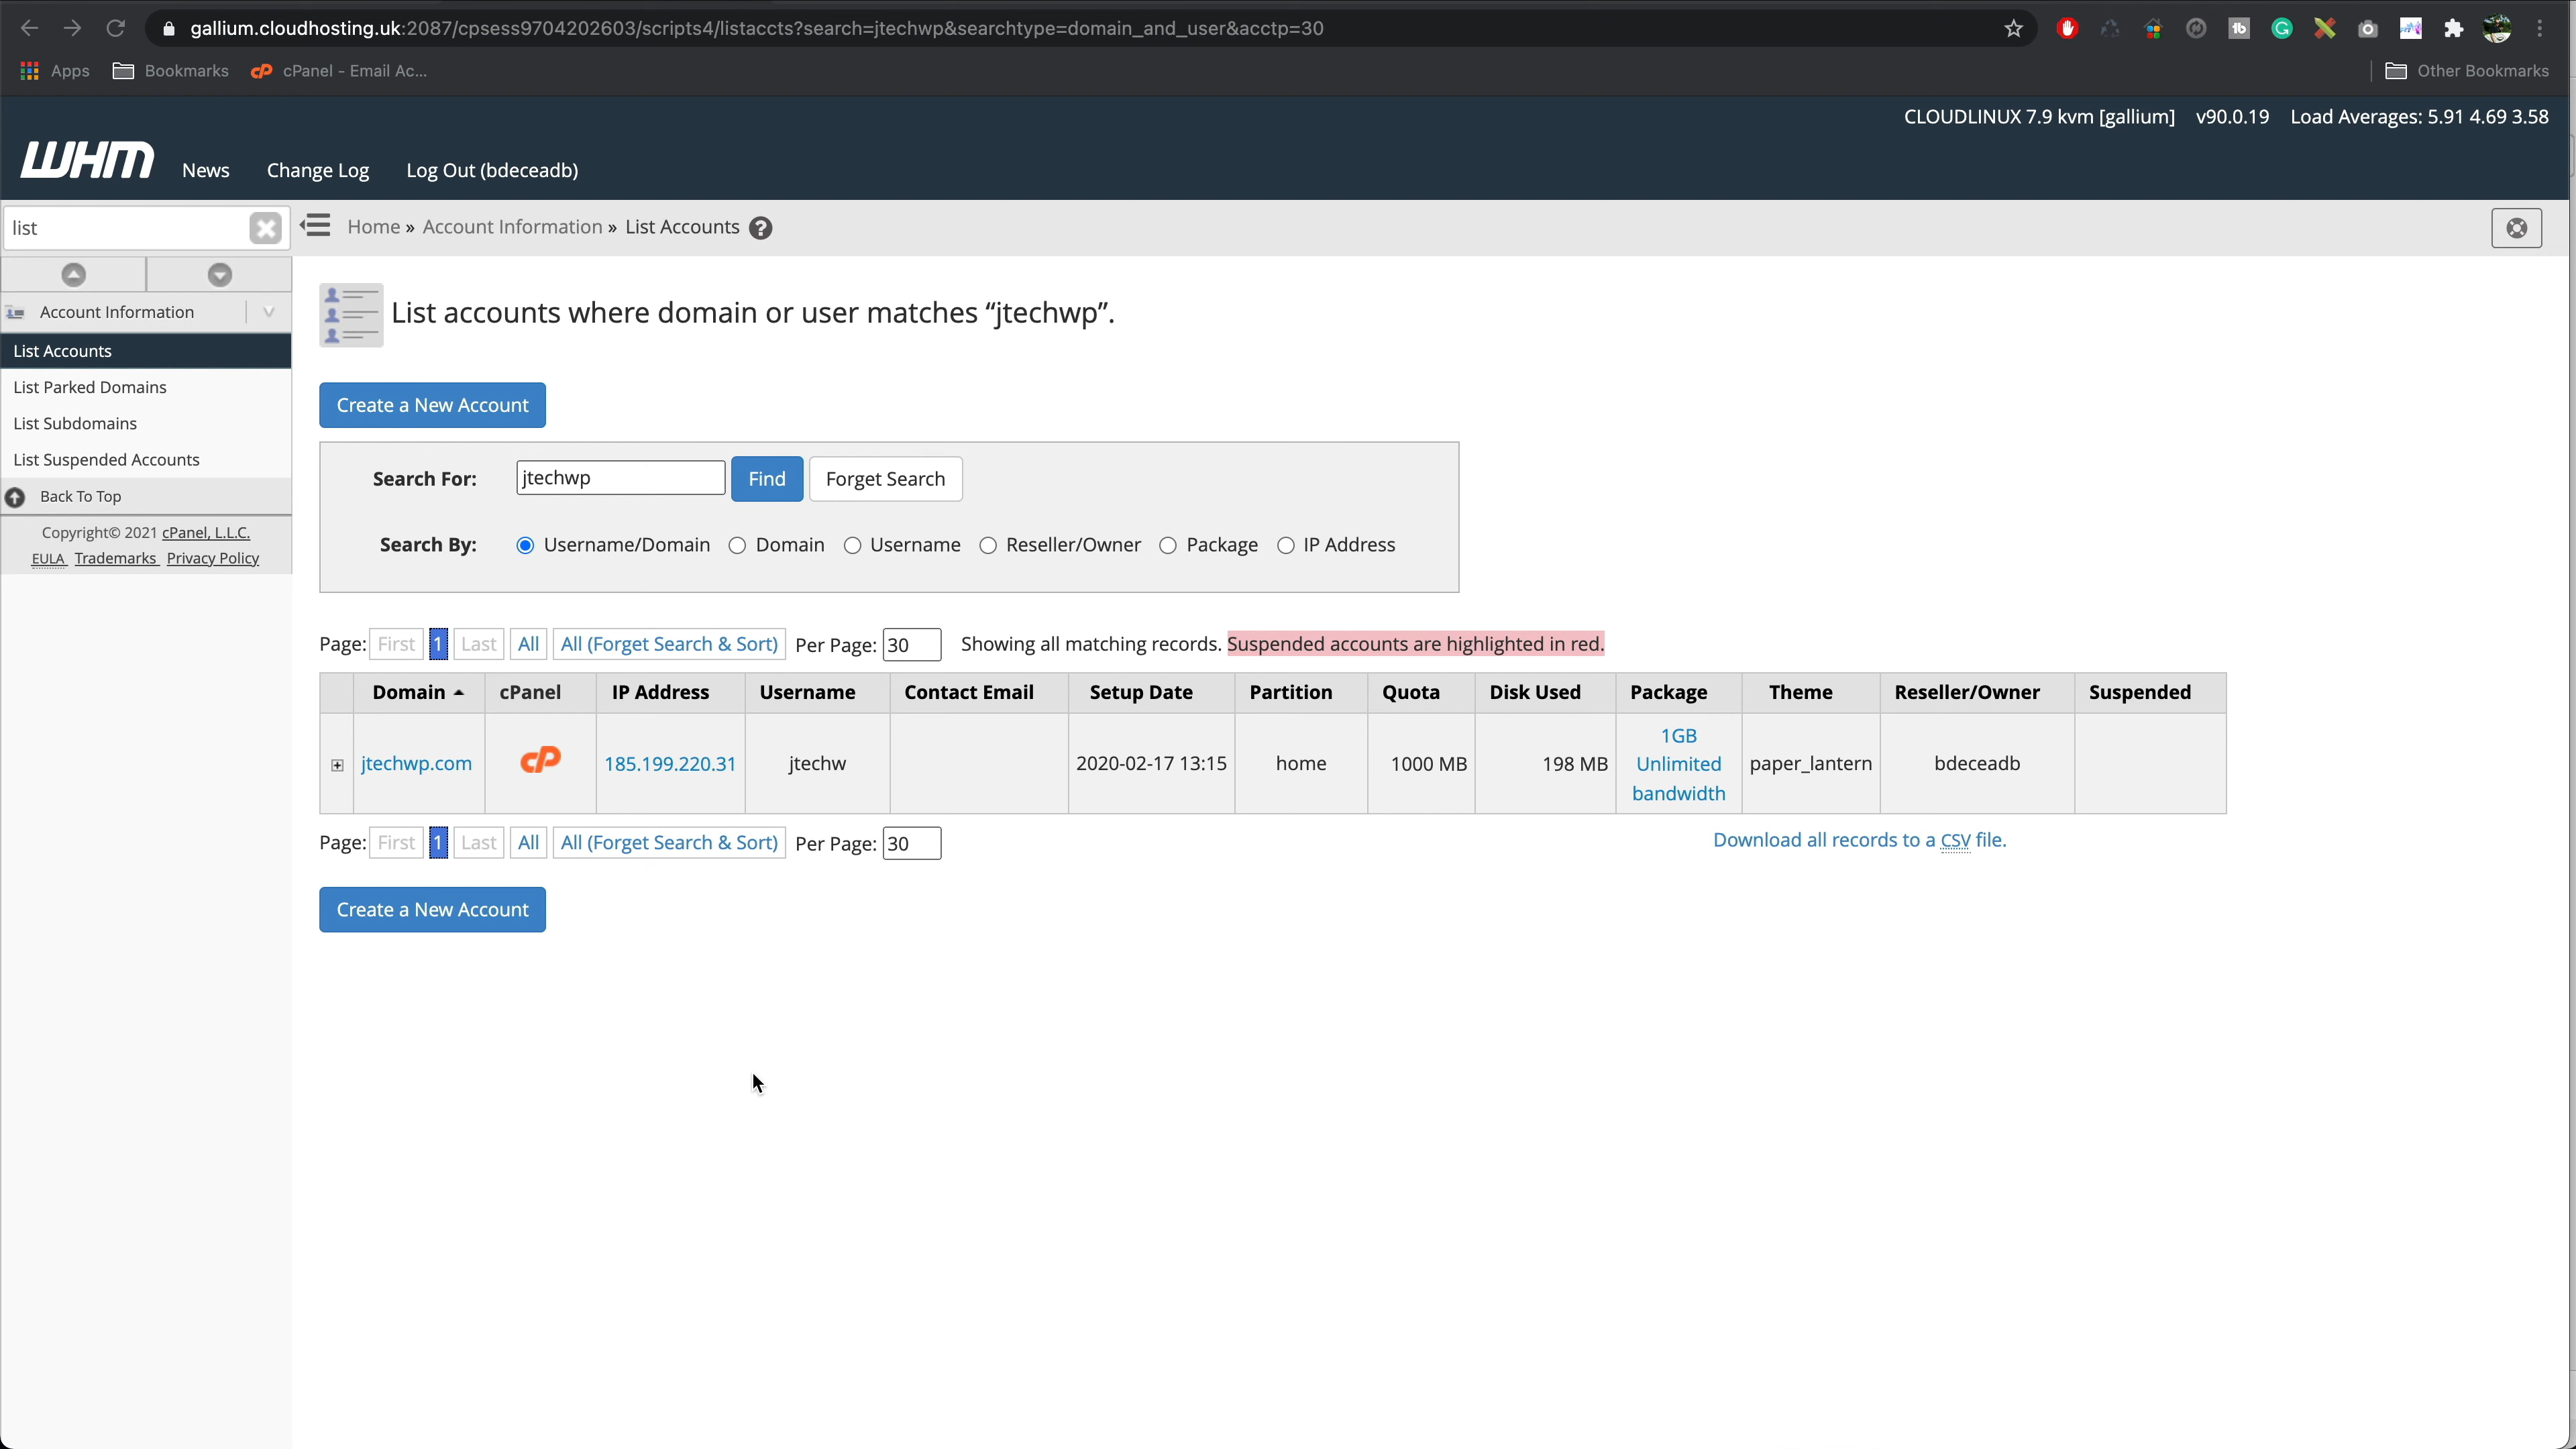 gallium.cloudhosting.uk:2087/cpsess9704202603/scripts4/listaccts?search=jtechwp&searchtype=domain_and_user&acctp=30
Apps Bookmarks cP cPanel - Email Ac... Other Bookmarks
CLOUDLINUX 7.9 kvm [gallium] v90.0.19 Load Averages: 5.91 4.69 3.58
WHM News Change Log Log Out (bdeceadb)
list
Home » Account Information » List Accounts ?
Account Information
List Accounts
List Parked Domains
List Subdomains
List Suspended Accounts
Back To Top
Copyright© 2021 cPanel, L.L.C.
EULA Trademarks Privacy Policy
List accounts where domain or user matches “jtechwp”.
Create a New Account
Search For: jtechwp Find Forget Search
Search By: Username/Domain Domain Username Reseller/Owner Package IP Address
Page: First 1 Last All All (Forget Search & Sort) Per Page: 30 Showing all matching records. Suspended accounts are highlighted in red.
Domain cPanel IP Address Username Contact Email Setup Date Partition Quota Disk Used Package Theme Reseller/Owner Suspended
jtechwp.com cP 185.199.220.31 jtechw 2020-02-17 13:15 home 1000 MB 198 MB 1GB Unlimited bandwidth paper_lantern bdeceadb
Page: First 1 Last All All (Forget Search & Sort) Per Page: 30 Download all records to a CSV file.
Create a New Account